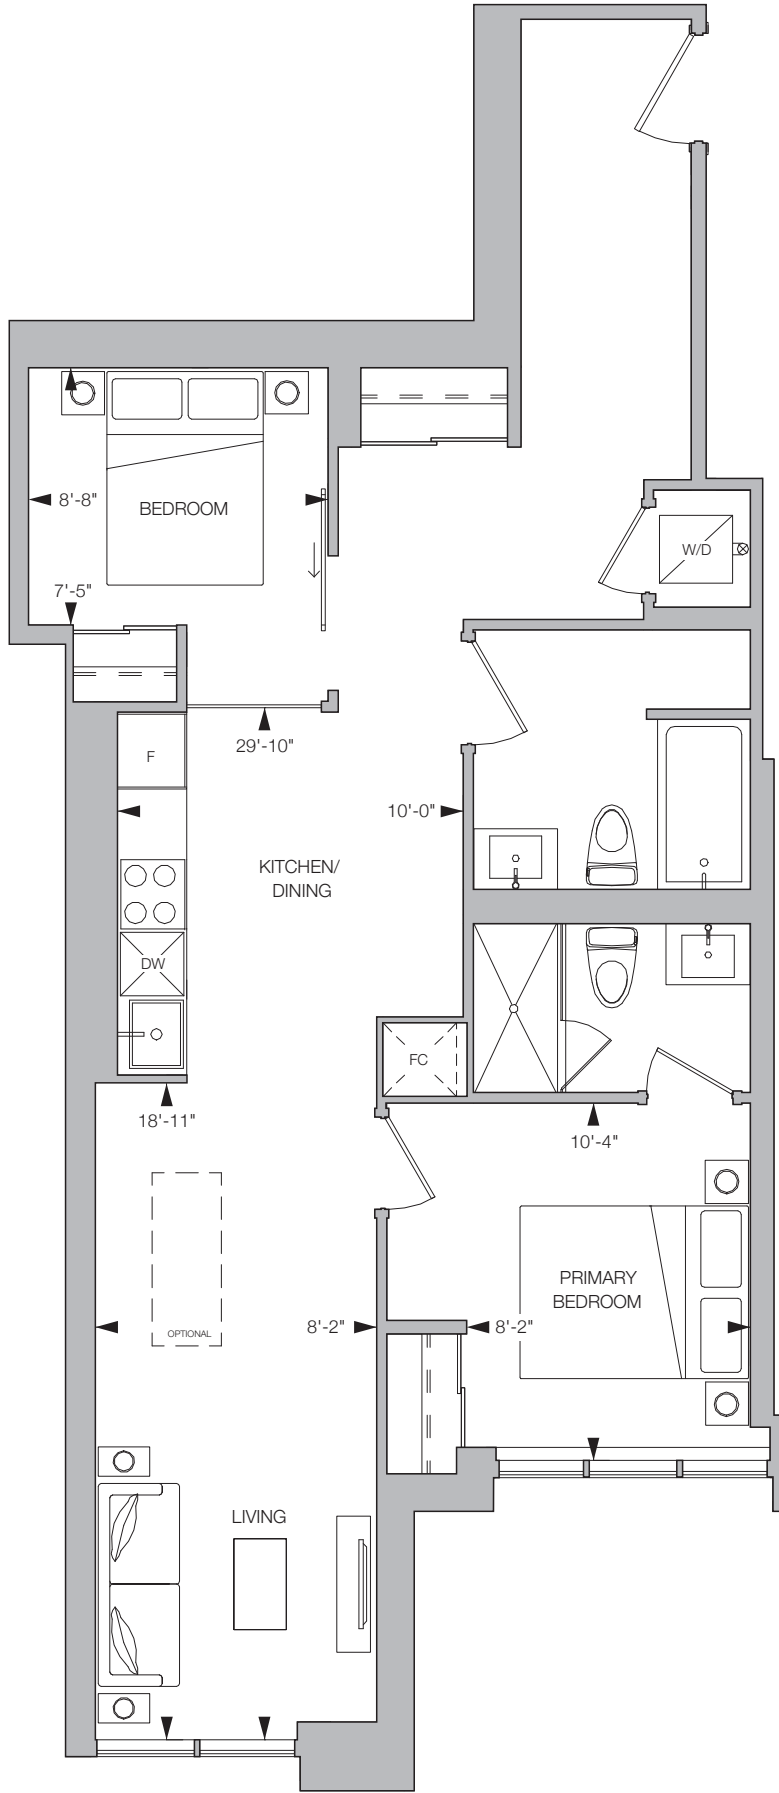 8'-8"
BEDROOM
W/D
7'-5"
29'-10"
F
10'-0"
KITCHEN/
DINING
DW
FC
18'-11"
10'-4"
PRIMARY
BEDROOM
OPTIONAL
8'-2"
8'-2"
LIVING